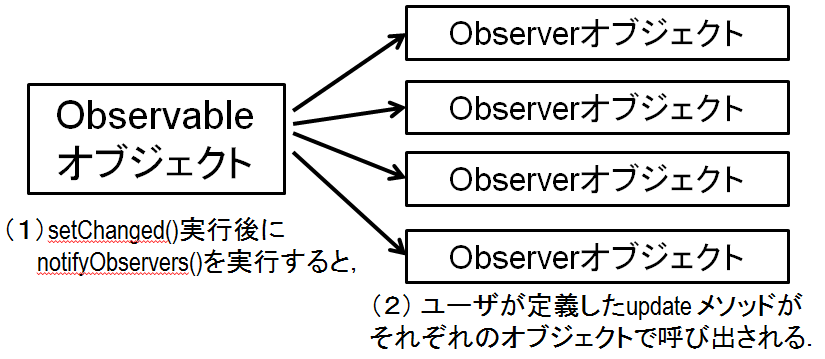 Observable
オブジェクト
Observerオブジェクト
Observerオブジェクト
Observerオブジェクト
Observerオブジェクト
（１）setChanged()実行後に
notifyObservers()を実行すると,
（２） ユーザが定義したupdateメソッドが
それぞれのオブジェクトで呼び出される.